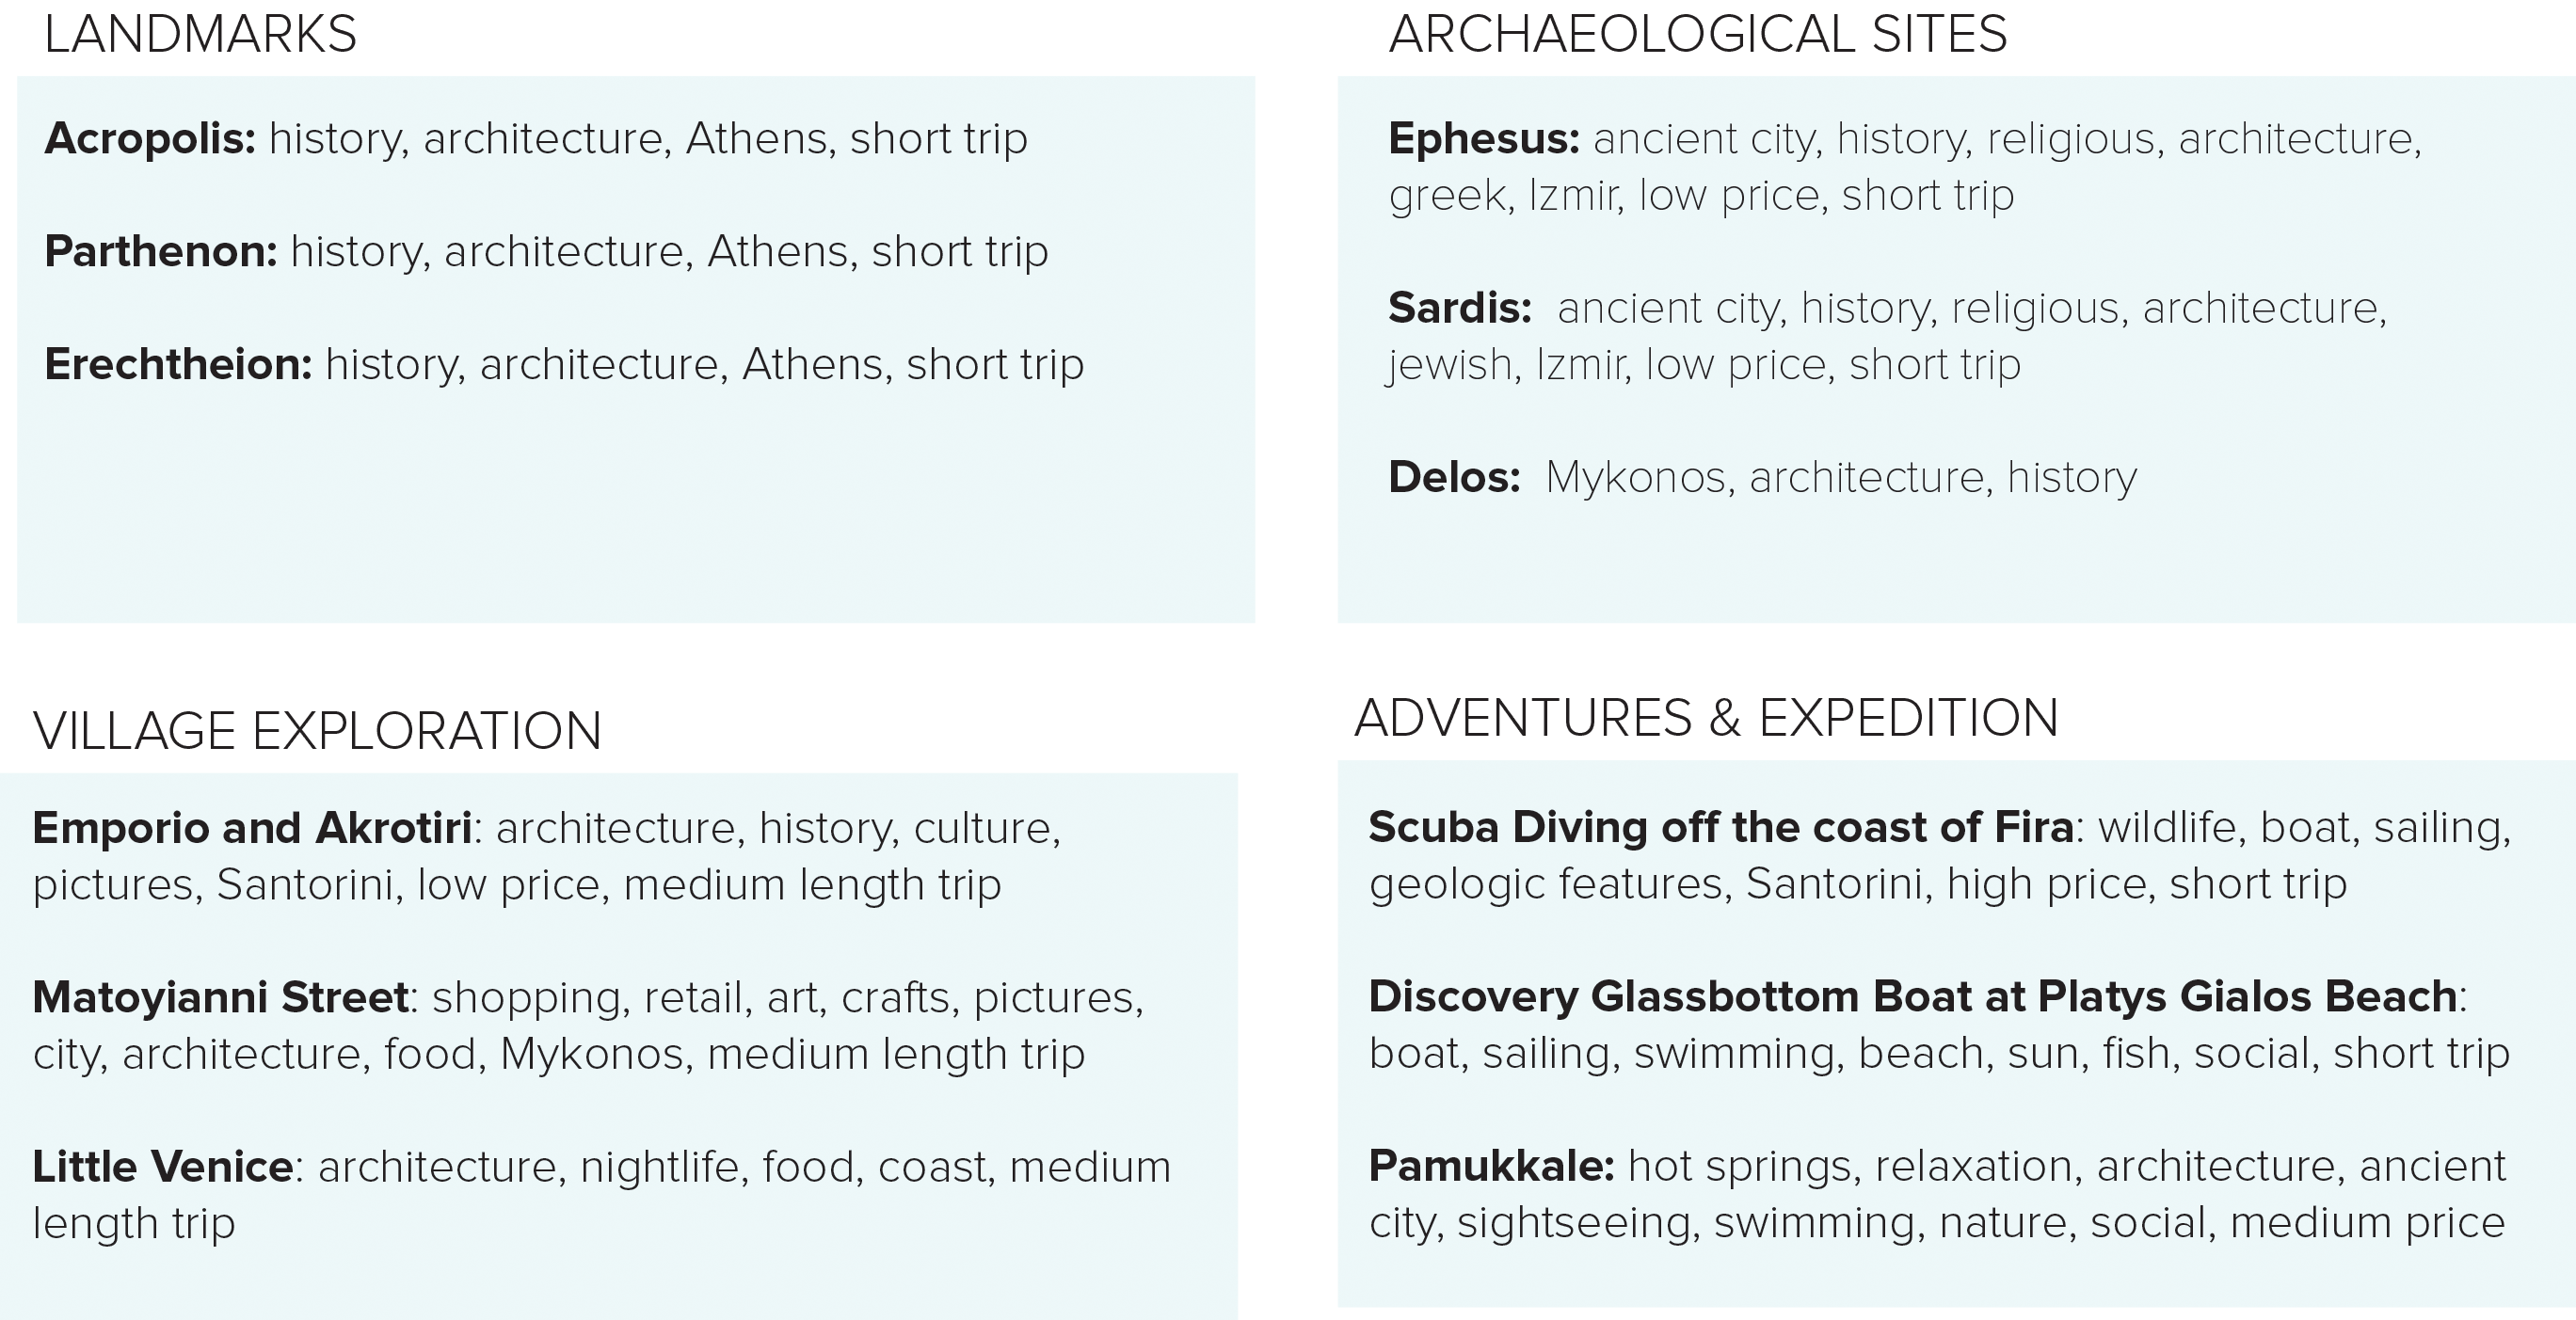 LANDMARKS
Acropolis: history, architecture, Athens, short trip
Parthenon: history, architecture, Athens, short trip
Erechtheion: history, architecture, Athens, short trip
ARCHAEOLOGICAL SITES
Ephesus: ancient city, history, religious, architecture,
greek, Izmir, low price, short trip
Sardis: ancient city, history, religious, architecture,
jewish, Izmir, low price, short trip
Delos: Mykonos, architecture, history
VILLAGE EXPLORATION
Emporio and Akrotiri: architecture, history, culture,
pictures, Santorini, low price, medium length trip
Matoyianni Street: shopping, retail, art, crafts, pictures,
city, architecture, food, Mykonos, medium length trip
Little Venice: architecture, nightlife, food, coast, medium
length trip
ADVENTURES & EXPEDITION
Scuba Diving off the coast of Fira: wildlife, boat, sailing,
geologic features, Santorini, high price, short trip
Discovery Glassbottom Boat at Platys Gialos Beach:
boat, sailing, swimming, beach, sun, fish, social, short trip
Pamukkale: hot springs, relaxation, architecture, ancient
city, sightseeing, swimming, nature, social, medium price